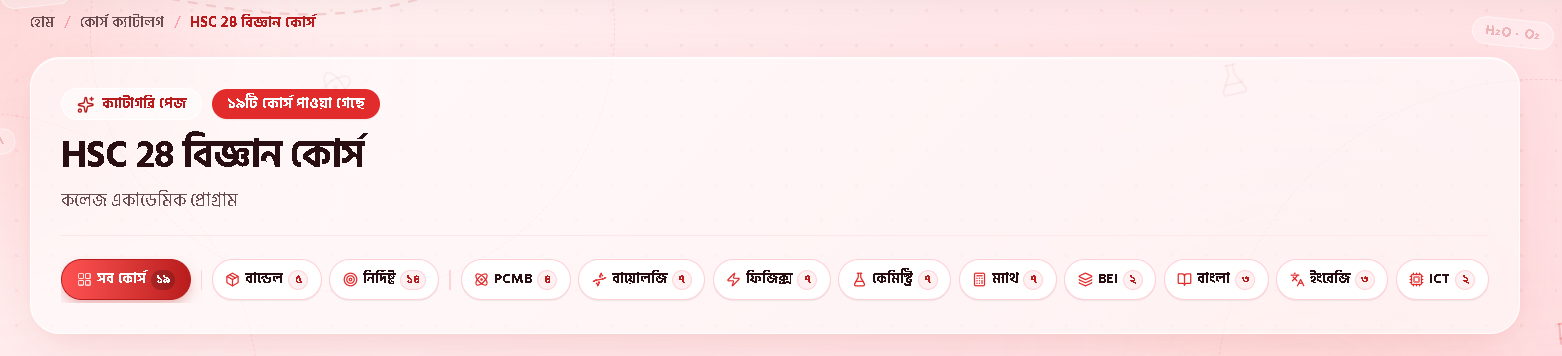 হোম / কোর্স ক্যাটালগ / HSC 28 বিজ্ঞান কোর্স
H₂O · O₂
ক্যাটাগরি পেজ ১৯টি কোর্স পাওয়া গেছে
HSC 28 বিজ্ঞান কোর্স
কলেজ একাডেমিক প্রোগ্রাম
সব কোর্স ১৯ বান্ডেল ৫ নির্দিষ্ট ১৪ PCMB ৪ বায়োলজি ৭ ফিজিক্স ৭ কেমিস্ট্রি ৭ ম্যাথ ৭ BEI ২ বাংলা ৩ ইংরেজি ৩ ICT ২